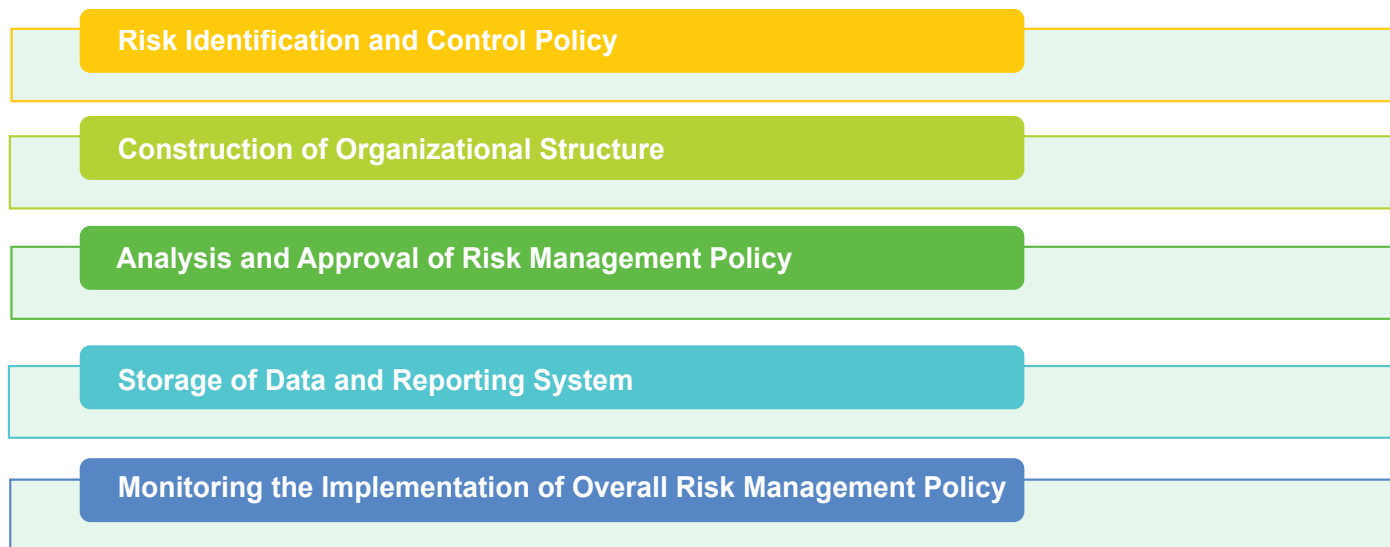 Risk Identification and Control Policy
Construction of Organizational Structure
Analysis and Approval of Risk Management Policy
Storage of Data and Reporting System
Monitoring the Implementation of Overall Risk Management Policy